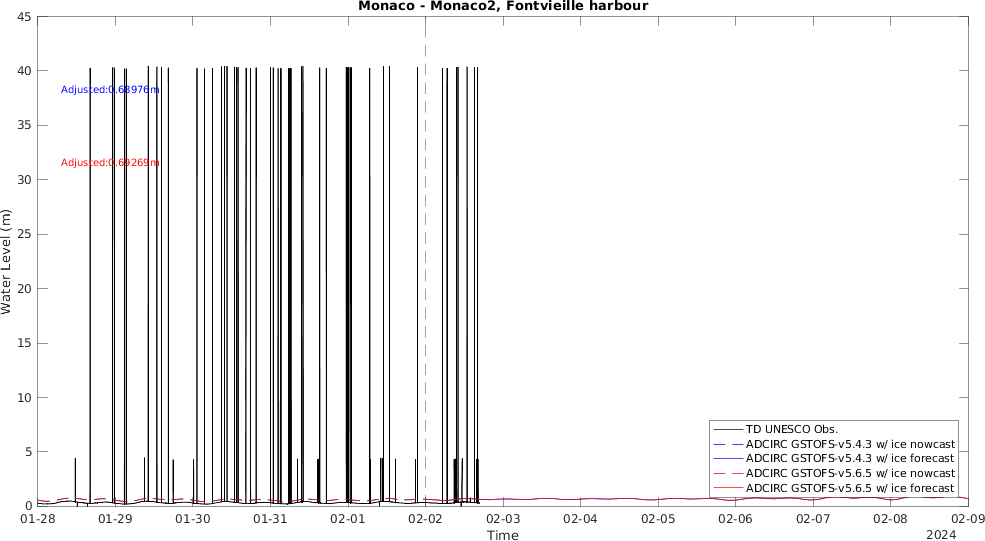 Monaco - Monaco2, Fontvieille harbour
45
40
35
30
25
20
15
10
5
0
Water Level (m)
Adjusted:0.68976m
Adjusted:0.69269m
TD UNESCO Obs.
ADCIRC GSTOFS-v5.4.3 w/ ice nowcast
ADCIRC GSTOFS-v5.4.3 w/ ice forecast
ADCIRC GSTOFS-v5.6.5 w/ ice nowcast
ADCIRC GSTOFS-v5.6.5 w/ ice forecast
01-28 01-29 01-30 01-31 02-01 02-02 02-03 02-04 02-05 02-06 02-07 02-08 02-09
Time
2024